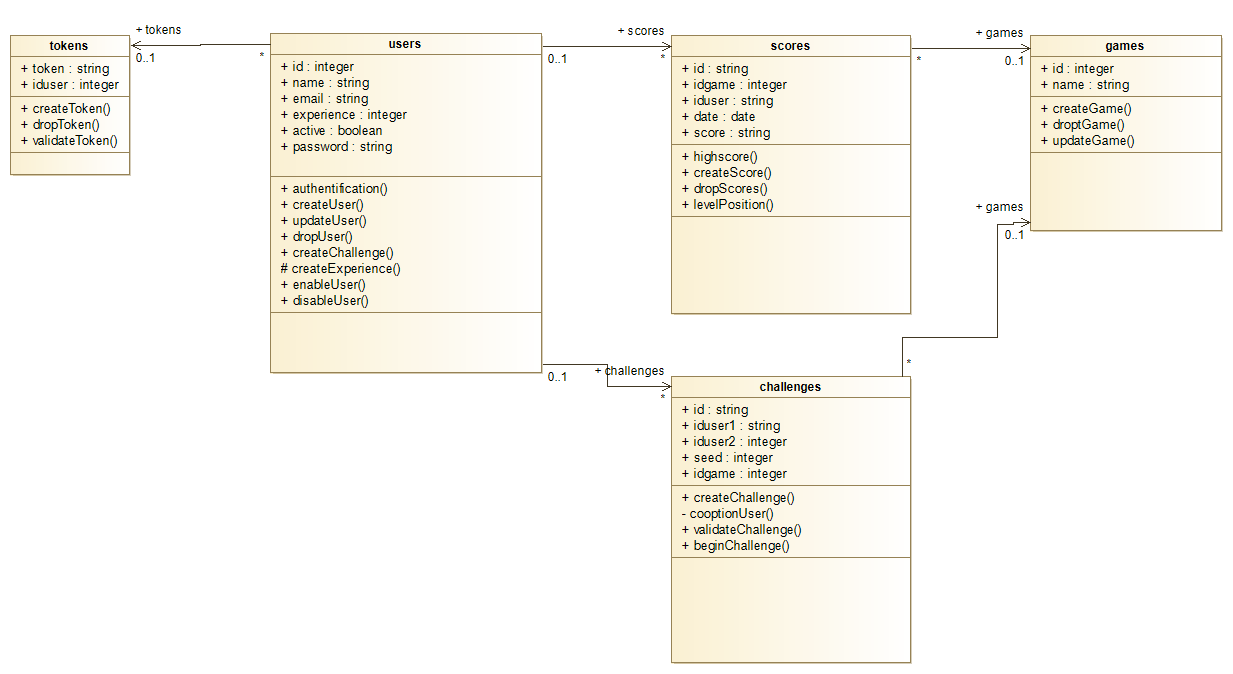 + tokens
tokens
0..1
*
+ token : string
+ iduser : integer
+ createToken()
+ dropToken()
+ validateToken()
users
+ id : integer
+ name : string
+ email : string
+ experience : integer
+ active : boolean
+ password : string
+ authentification()
+ createUser()
+ updateUser()
+ dropUser()
+ createChallenge()
# createExperience()
+ enableUser()
+ disableUser()
+ scores
0..1
*
scores
+ id : string
+ idgame : integer
+ iduser : string
+ date : date
+ score : string
+ highscore()
+ createScore()
+ dropScores()
+ levelPosition()
+ games
*
0..1
games
+ id : integer
+ name : string
+ createGame()
+ droptGame()
+ updateGame()
+ games
0..1
*
+ challenges
0..1
*
challenges
+ id : string
+ iduser1 : string
+ iduser2 : integer
+ seed : integer
+ idgame : integer
+ createChallenge()
- cooptionUser()
+ validateChallenge()
+ beginChallenge()